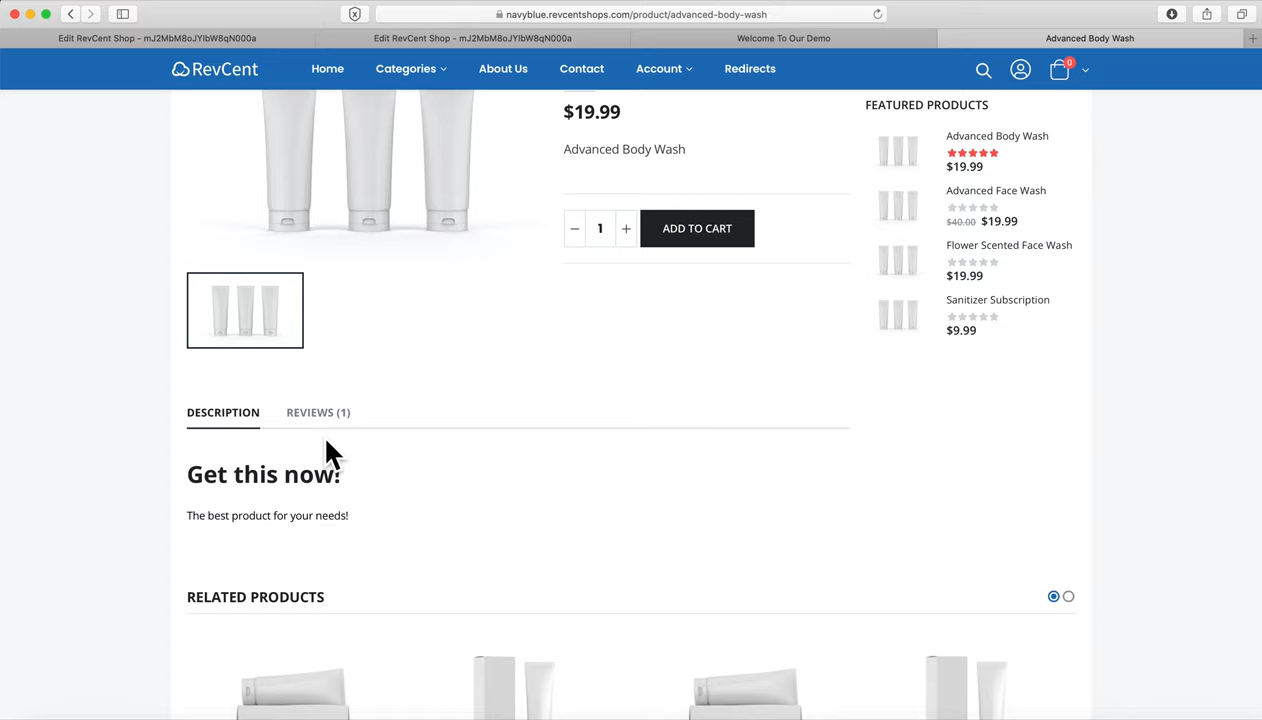 navyblue.revcentshops.com/product/advanced-body-wash
Edit RevCent Shop - mJ2MbM8oJYIbW8qN000a
Edit RevCent Shop - mJ2MbM8oJYIbW8qN000a
Welcome To Our Demo
Advanced Body Wash
RevCent
Home
Categories
About Us
Contact
Account
Redirects
0
$19.99
Advanced Body Wash
1
ADD TO CART
FEATURED PRODUCTS
Advanced Body Wash
$19.99
Advanced Face Wash
$40.00 $19.99
Flower Scented Face Wash
$19.99
Sanitizer Subscription
$9.99
DESCRIPTION
REVIEWS (1)
Get this now!
The best product for your needs!
RELATED PRODUCTS